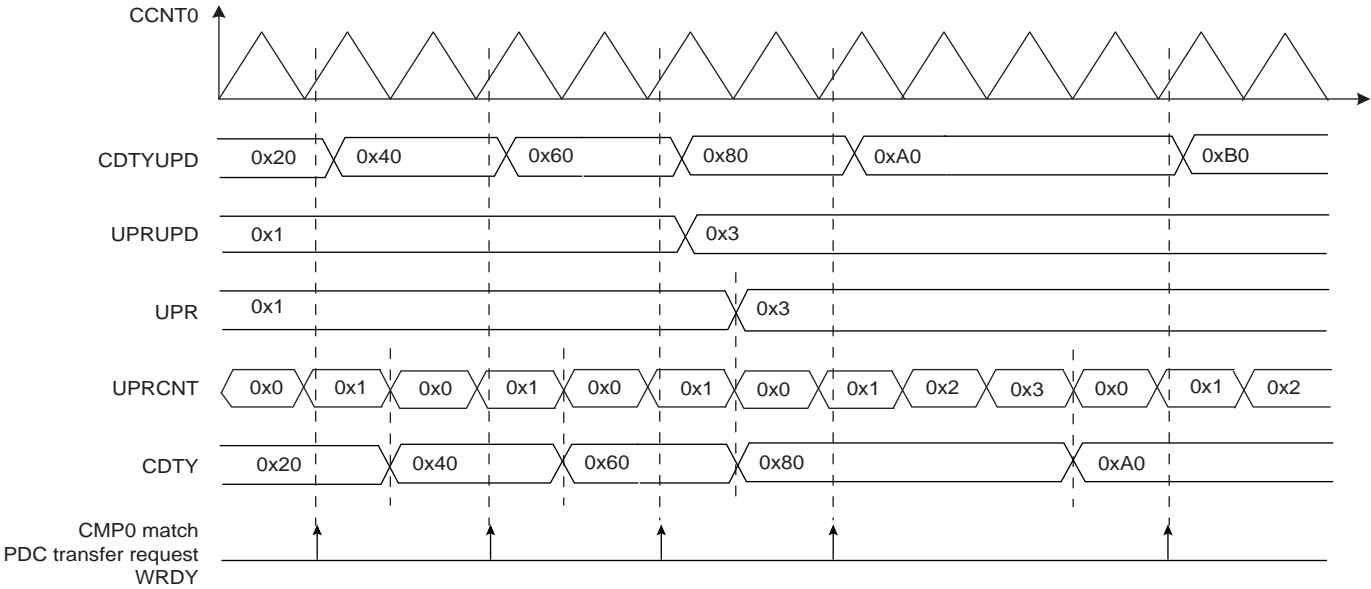 CCNT0
CDTYUPD 0x20 0x40 0x60 0x80 0xA0 0xB0
UPRUPD 0x1 0x3
UPR 0x1 0x3
UPRCNT 0x0 0x1 0x0 0x1 0x0 0x1 0x0 0x1 0x2 0x3 0x0 0x1 0x2
CDTY 0x20 0x40 0x60 0x80 0xA0
CMP0 match
PDC transfer request
WRDY